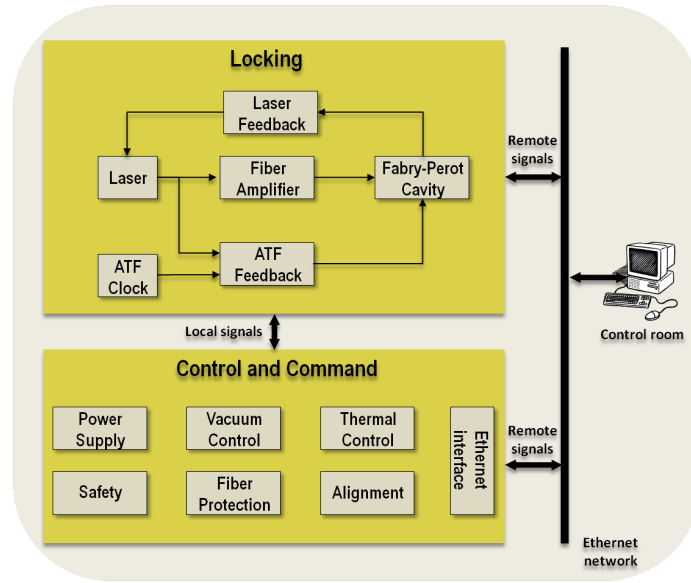 Locking
Laser
Feedback
Laser
Fiber
Amplifier
Fabry-Perot
Cavity
ATF
Clock
ATF
Feedback
Remote
signals
Local signals
Control room
Control and Command
Power
Supply
Vacuum
Control
Thermal
Control
Ethernet
interface
Safety
Fiber
Protection
Alignment
Remote
signals
Ethernet
network